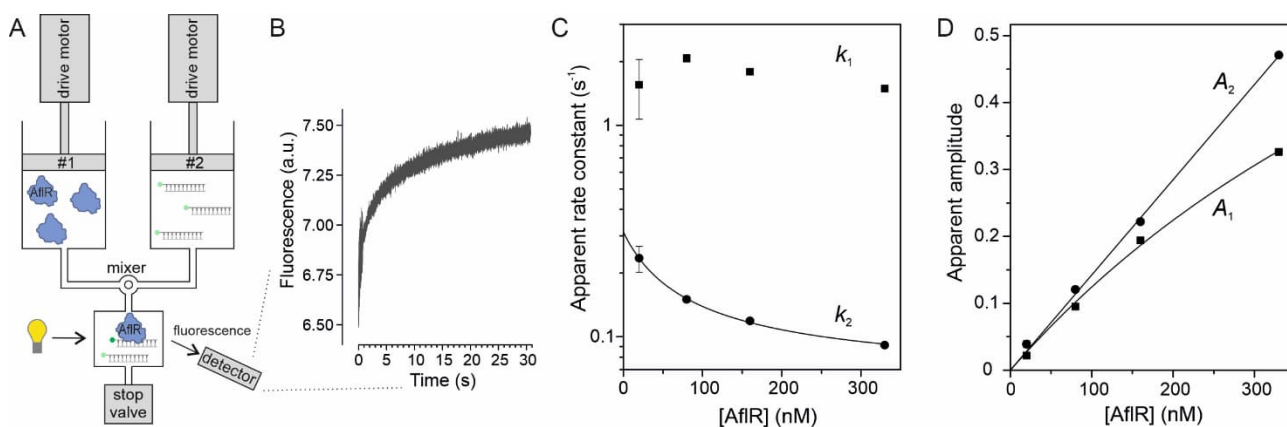 A
drive motor
drive motor
#1
#2
AflR
mixer
AflR
fluorescence
detector
stop
valve
B
Fluorescence (a.u.)
7.50
7.25
7.00
6.75
6.50
0 5 10 15 20 25 30
Time (s)
C
Apparent rate constant (s⁻¹)
1
0.1
k₁
k₂
0 100 200 300
[AflR] (nM)
D
Apparent amplitude
0.5
0.4
0.3
0.2
0.1
0
A₂
A₁
0 100 200 300
[AflR] (nM)